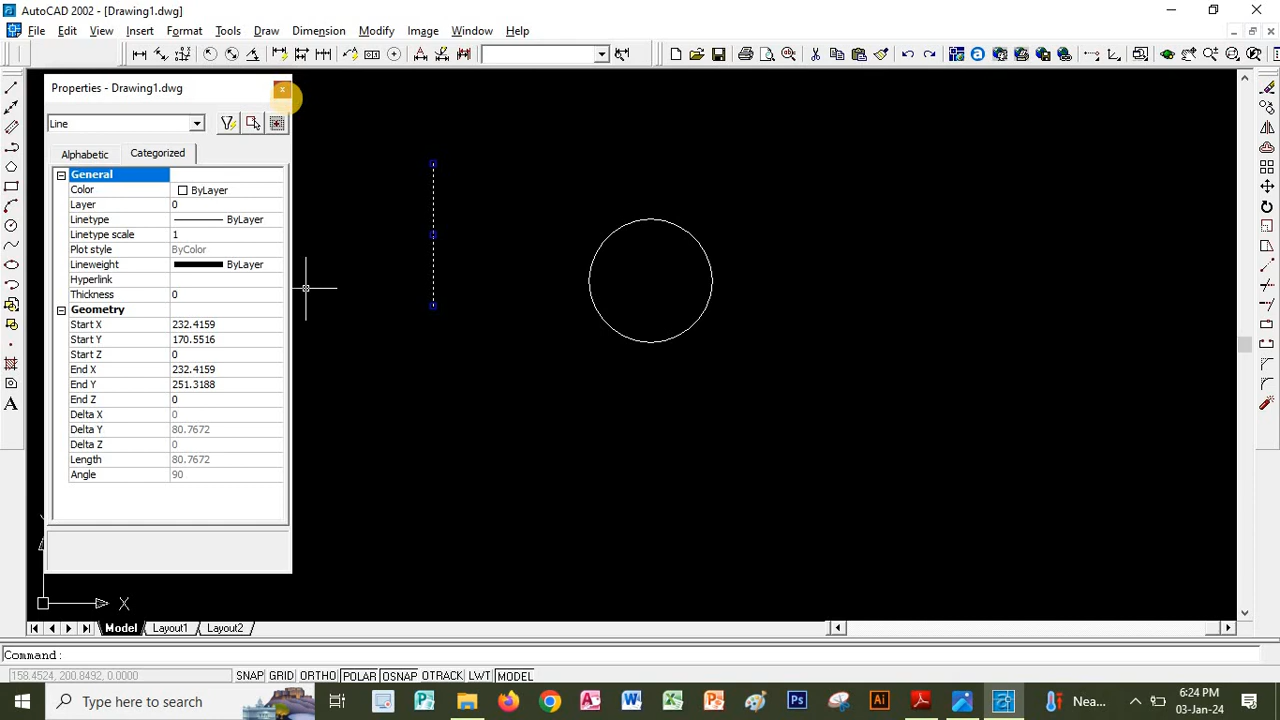 AutoCAD 2002 - [Drawing1.dwg]
File Edit View Insert Format Tools Draw Dimension Modify Image Window Help
Properties - Drawing1.dwg
Line
Alphabetic Categorized
General
Color ByLayer
Layer 0
Linetype ByLayer
Linetype scale 1
Plot style ByColor
Lineweight ByLayer
Hyperlink
Thickness 0
Geometry
Start X 232.4159
Start Y 170.5516
Start Z 0
End X 232.4159
End Y 251.3188
End Z 0
Delta X 0
Delta Y 80.7672
Delta Z 0
Length 80.7672
Angle 90
X
Model Layout1 Layout2
Command:
158.4524, 200.8492, 0.0000 SNAP GRID ORTHO POLAR OSNAP OTRACK LWT MODEL
Type here to search
Nea...
6:24 PM
03-Jan-24